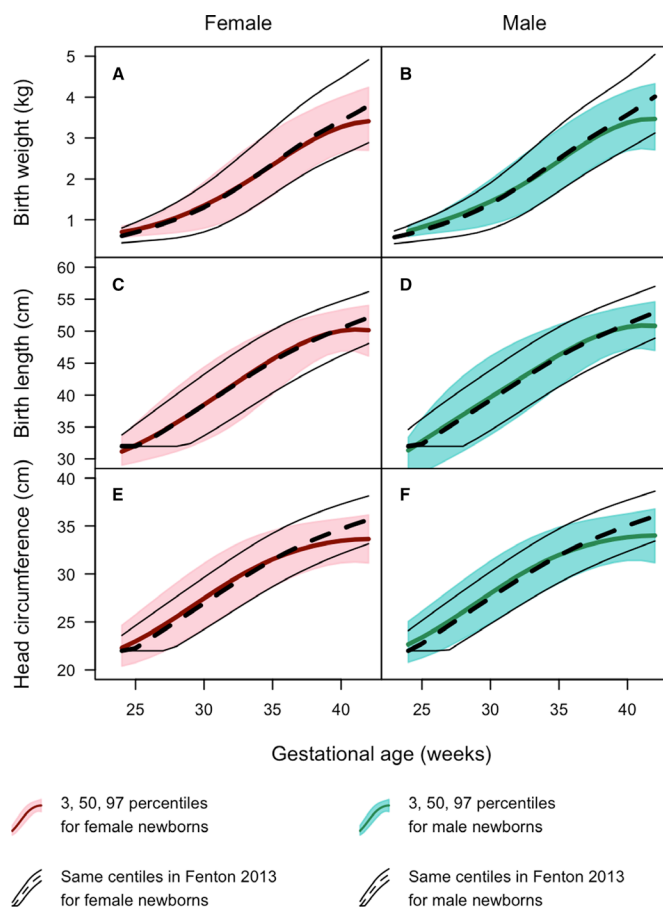 Female
Male
Birth weight (kg)
5
4
3
2
1
A
B
Birth length (cm)
60
55
50
45
40
35
30
C
D
Head circumference (cm)
40
35
30
25
20
E
F
25
30
35
40
25
30
35
40
Gestational age (weeks)
3, 50, 97 percentiles
for female newborns
3, 50, 97 percentiles
for male newborns
Same centiles in Fenton 2013
for female newborns
Same centiles in Fenton 2013
for male newborns